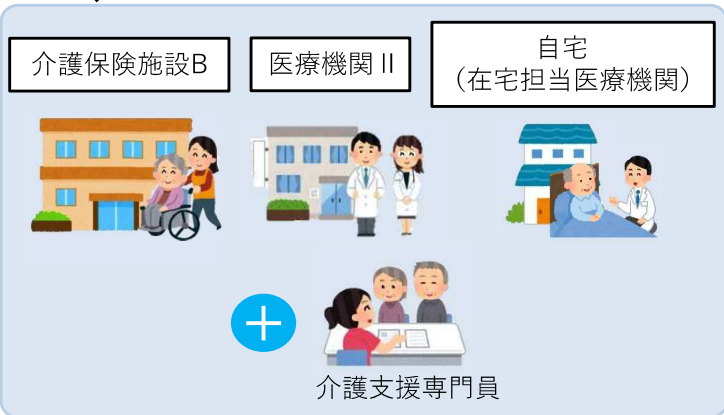 介護保険施設B
医療機関Ⅱ
自宅
（在宅担当医療機関）
介護支援専門員